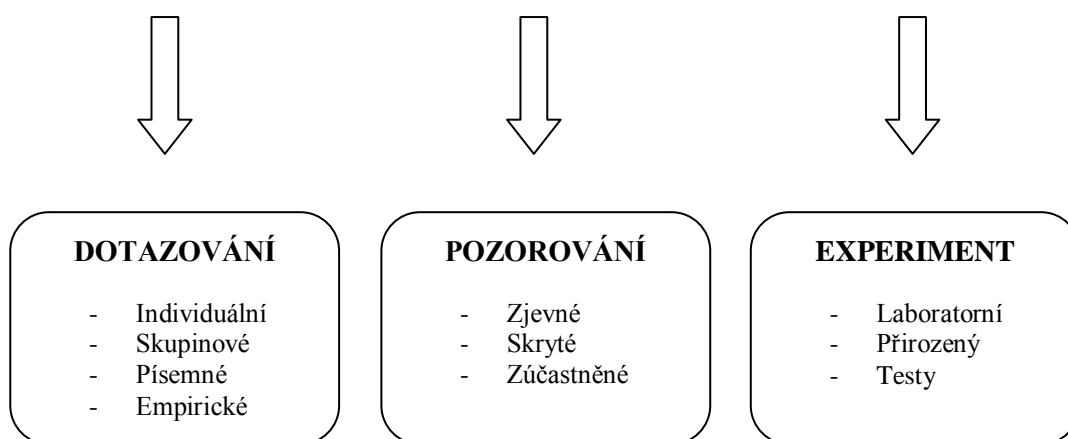 DOTAZOVÁNÍ
- Individuální
- Skupinové
- Písemné
- Empirické
POZOROVÁNÍ
- Zjevné
- Skryté
- Zúčastněné
EXPERIMENT
- Laboratorní
- Přirozený
- Testy